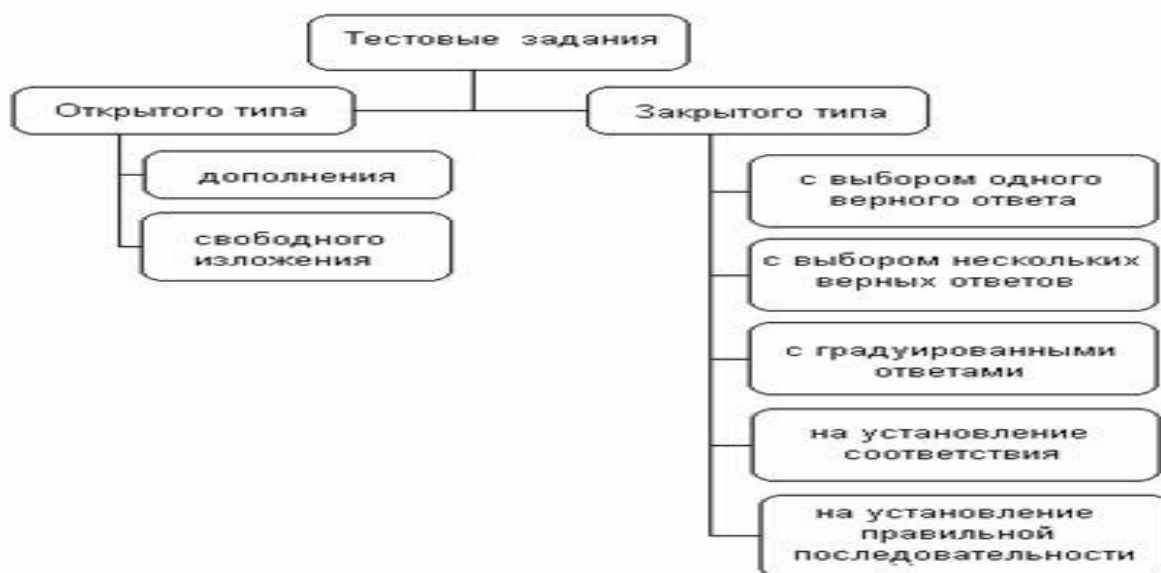 Тестовые задания
Открытого типа
Закрытого типа
дополнения
свободного
изложения
с выбором одного
верного ответа
с выбором нескольких
верных ответов
с градуированными
ответами
на установление
соответствия
на установление
правильной
последовательности